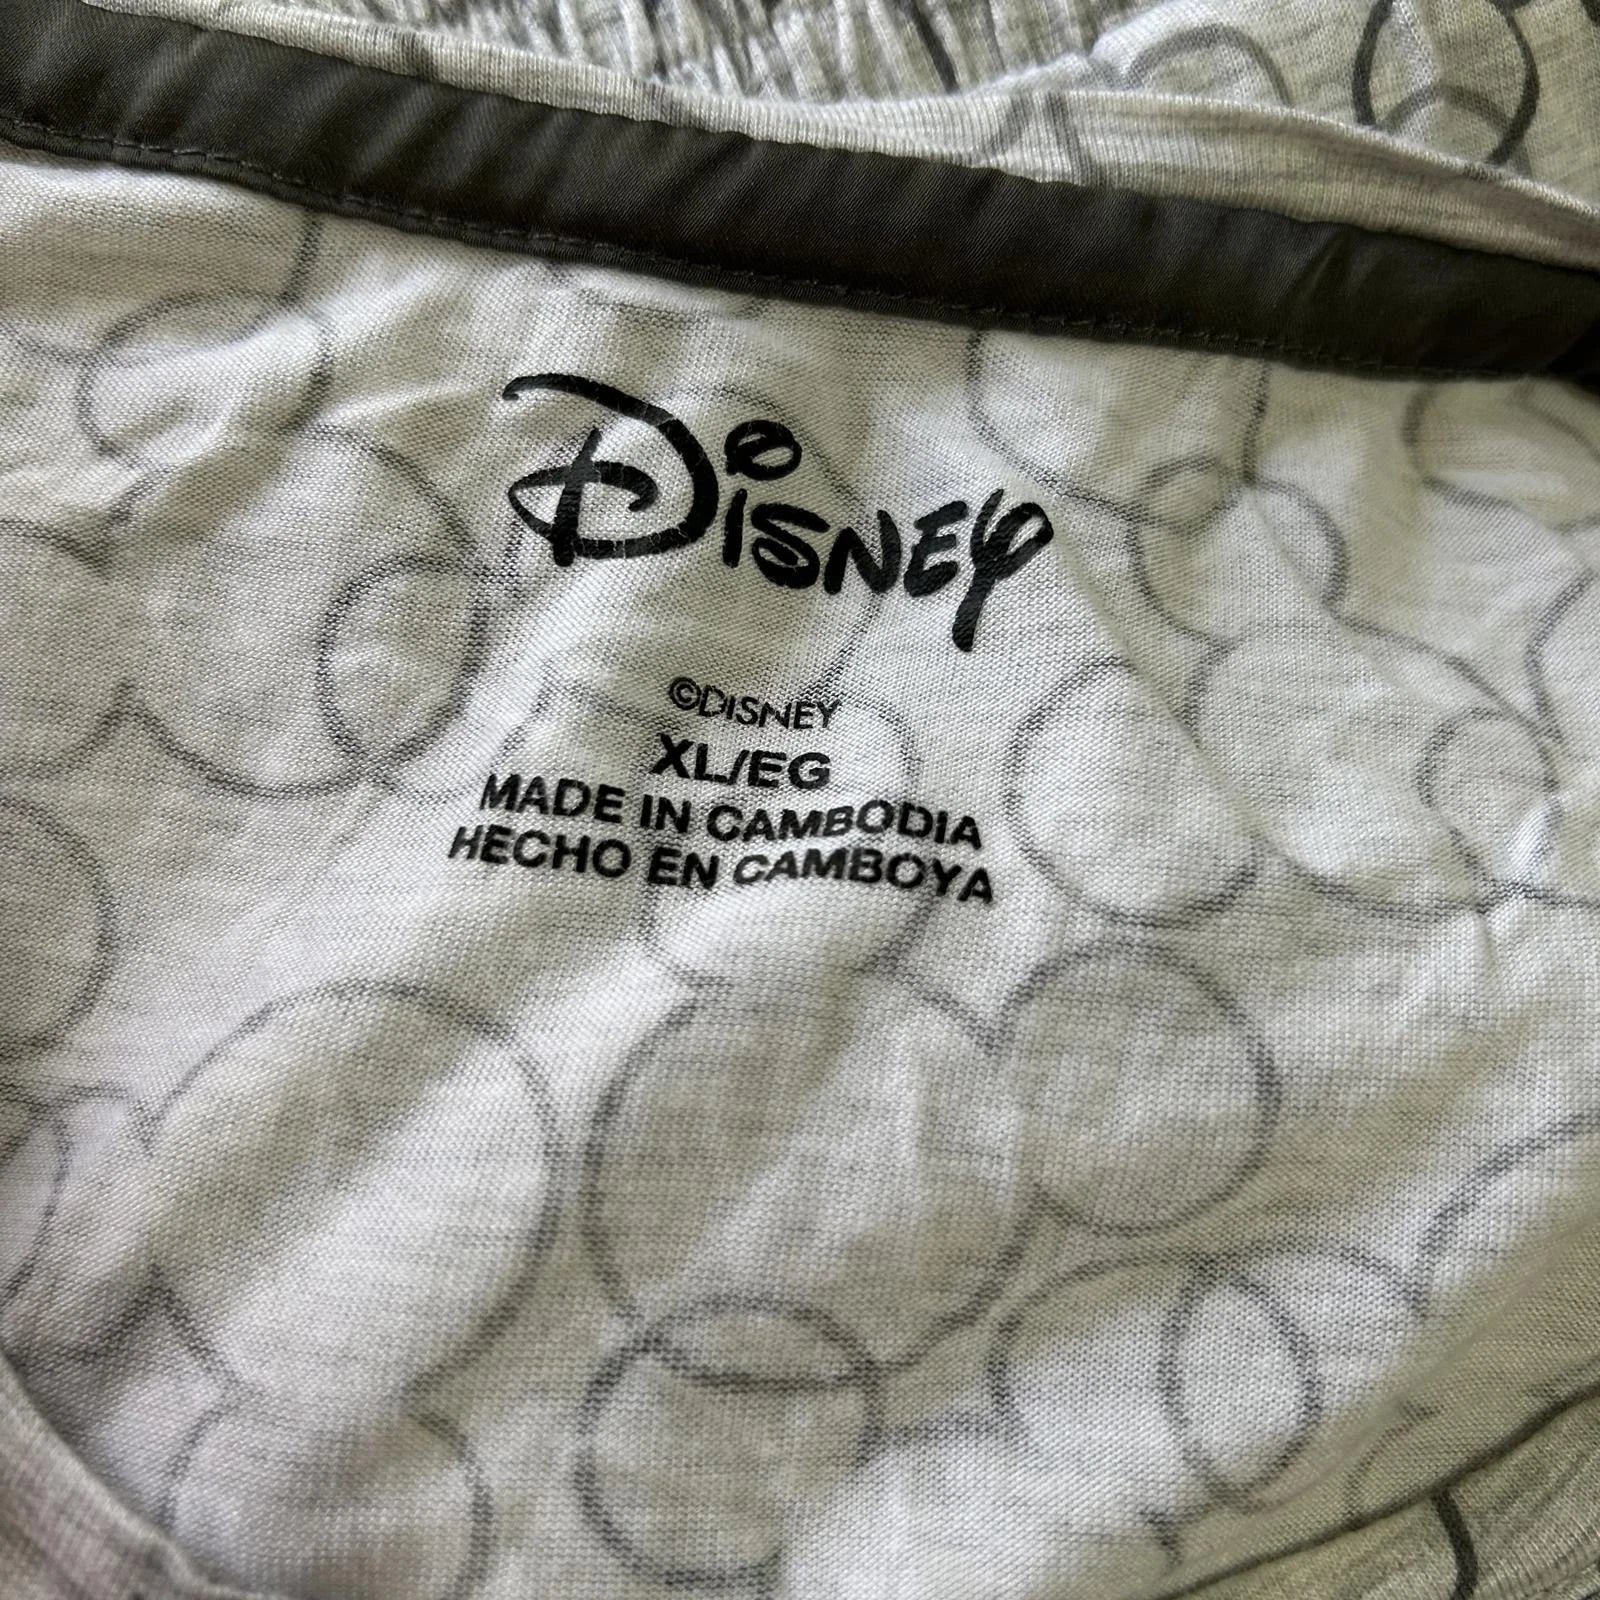 Disney
©DISNEY
XL/EG
MADE IN CAMBODIA
HECHO EN CAMBOYA